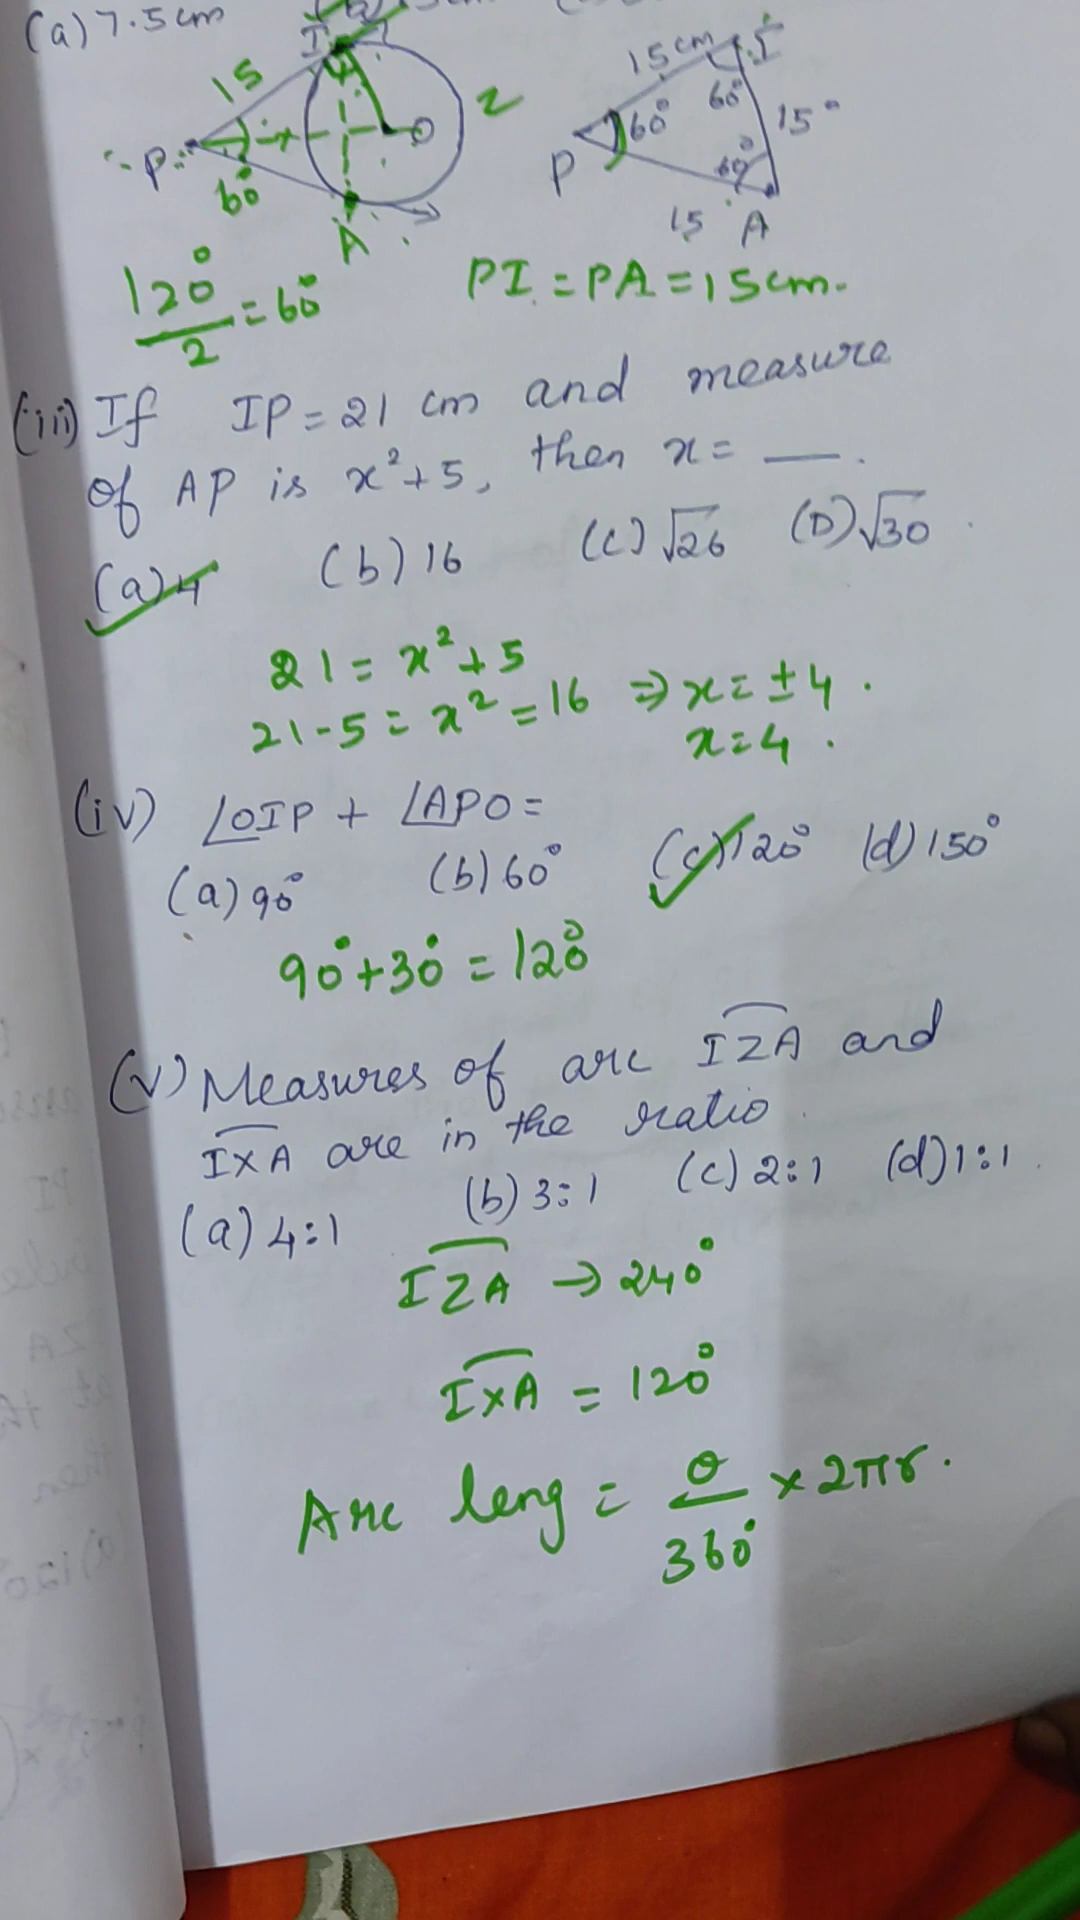 (a) 7.5 cm
I
15
P
60°
x
O
Z
A
15 cm
I
60°
60°
15°
P
60°
15
A
120°/2 = 60°
PI = PA = 15 cm.
(iii) If IP = 21 cm and measure
of AP is x²+5, then x = __.
(a) 4 (b) 16 (c) √26 (D) √30
21 = x² + 5
21 - 5 = x² = 16 ⇒ x = ± 4.
x = 4.
(iv) ∠OIP + ∠APO =
(a) 90° (b) 60° (c) 120° (d) 150°
90° + 30° = 120°
(v) Measures of arc IZA and
IXA are in the ratio
(a) 4:1 (b) 3:1 (c) 2:1 (d) 1:1.
IZA → 240°
IXA = 120°
Arc leng = θ/360° × 2πr.